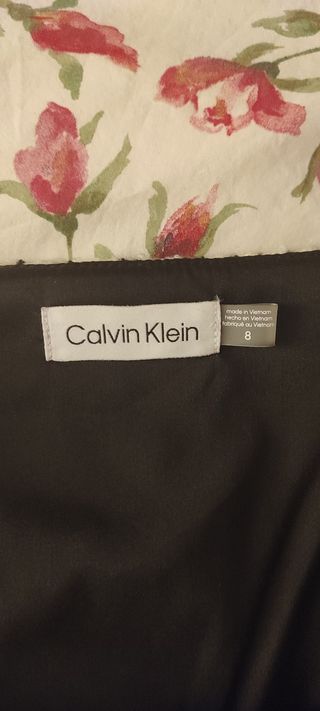 Calvin Klein
made in Vietnam
hecho en Vietnam
fabriqué au Vietnam
8